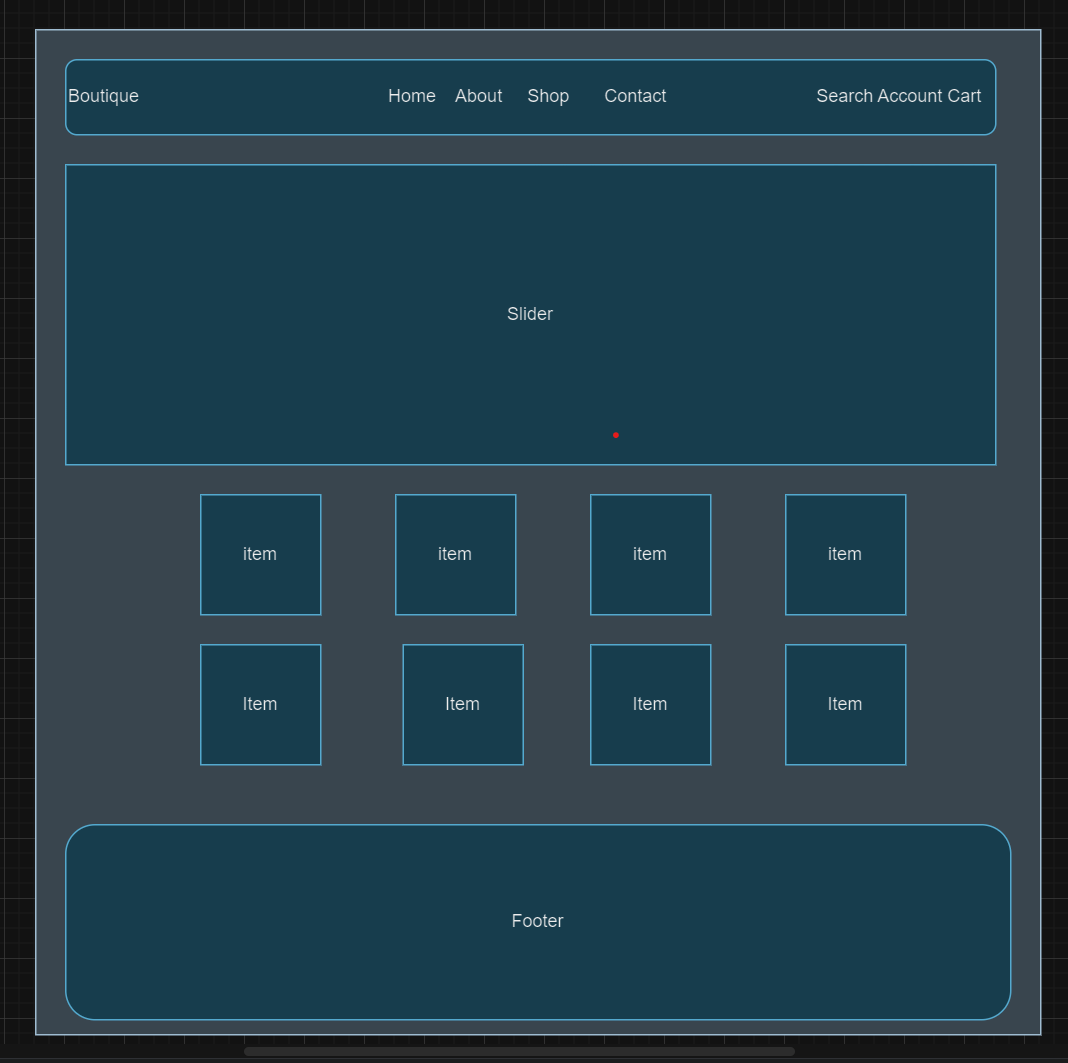 Boutique Home About Shop Contact Search Account Cart
Slider
item item item item
Item Item Item Item
Footer